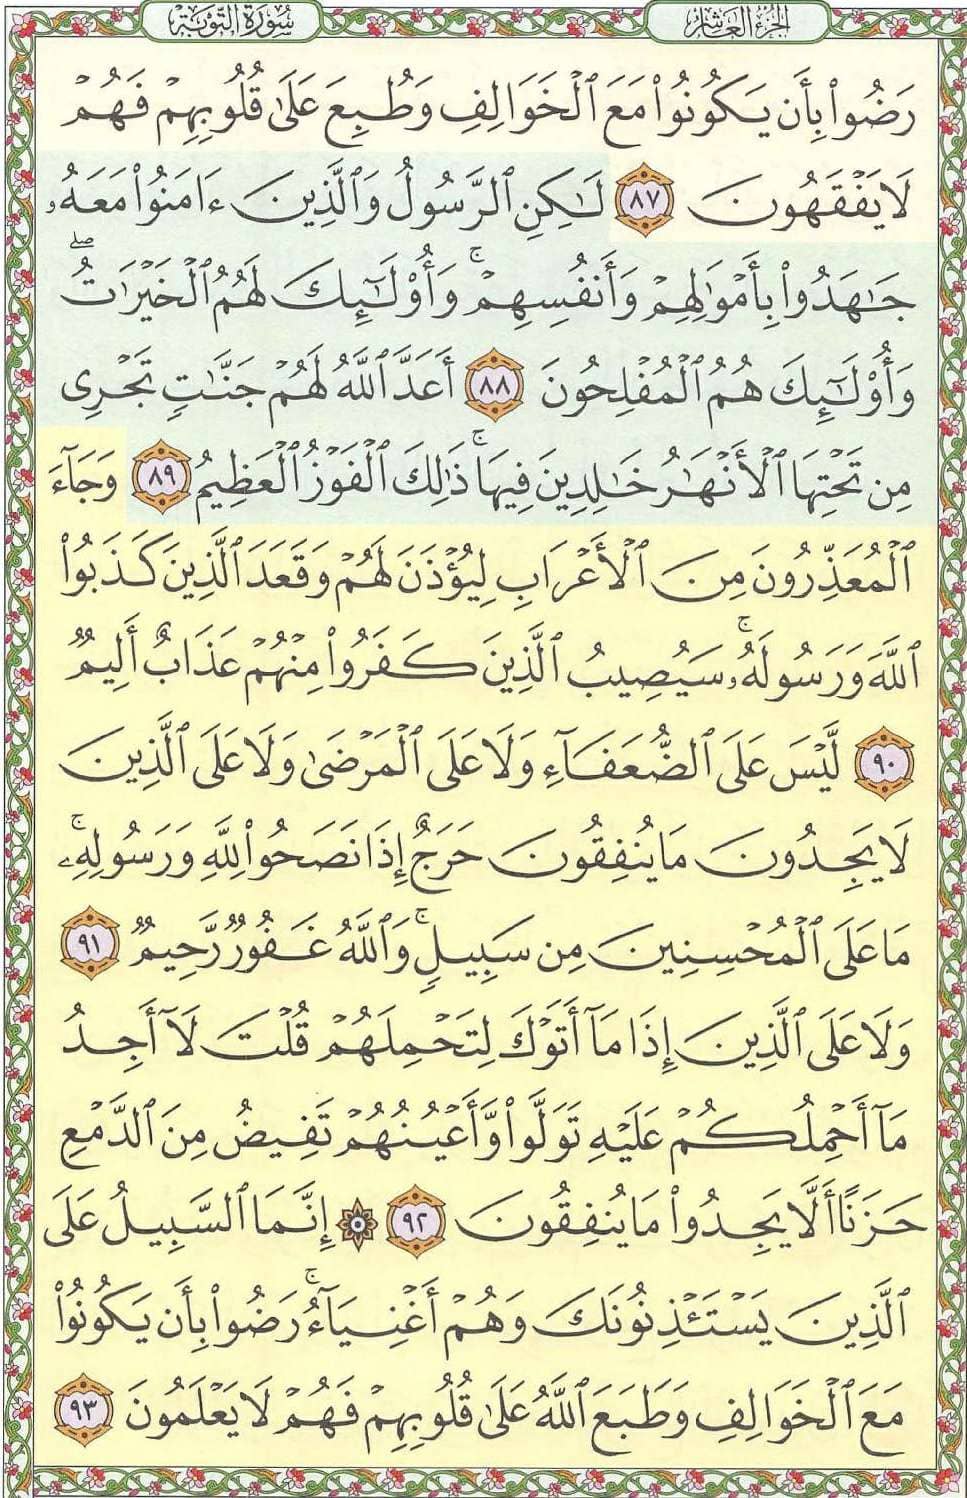 الجزء العاشر
سورة التوبة
رَضُوا۟ بِأَن يَكُونُوا۟ مَعَ ٱلْخَوَالِفِ وَطُبِعَ عَلَىٰ قُلُوبِهِمْ فَهُمْ
لَا يَفْقَهُونَ ٨٧ لَـٰكِنِ ٱلرَّسُولُ وَٱلَّذِينَ ءَامَنُوا۟ مَعَهُۥ
جَـٰهَدُوا۟ بِأَمْوَٰلِهِمْ وَأَنفُسِهِمْ ۚ وَأُو۟لَـٰٓئِكَ لَهُمُ ٱلْخَيْرَٰتُ ۖ
وَأُو۟لَـٰٓئِكَ هُمُ ٱلْمُفْلِحُونَ ٨٨ أَعَدَّ ٱللَّهُ لَهُمْ جَنَّـٰتٍ تَجْرِى
مِن تَحْتِهَا ٱلْأَنْهَـٰرُ خَـٰلِدِينَ فِيهَا ۚ ذَٰلِكَ ٱلْفَوْزُ ٱلْعَظِيمُ ٨٩ وَجَآءَ
ٱلْمُعَذِّرُونَ مِنَ ٱلْأَعْرَابِ لِيُؤْذَنَ لَهُمْ وَقَعَدَ ٱلَّذِينَ كَذَبُوا۟
ٱللَّهَ وَرَسُولَهُۥ ۚ سَيُصِيبُ ٱلَّذِينَ كَفَرُوا۟ مِنْهُمْ عَذَابٌ أَلِيمٌ
٩٠ لَّيْسَ عَلَى ٱلضُّعَفَآءِ وَلَا عَلَى ٱلْمَرْضَىٰ وَلَا عَلَى ٱلَّذِينَ
لَا يَجِدُونَ مَا يُنفِقُونَ حَرَجٌ إِذَا نَصَحُوا۟ لِلَّهِ وَرَسُولِهِۦ ۚ
مَا عَلَى ٱلْمُحْسِنِينَ مِن سَبِيلٍ ۚ وَٱللَّهُ غَفُورٌ رَّحِيمٌ ٩١
وَلَا عَلَى ٱلَّذِينَ إِذَا مَآ أَتَوْكَ لِتَحْمِلَهُمْ قُلْتَ لَآ أَجِدُ
مَآ أَحْمِلُكُمْ عَلَيْهِ تَوَلَّوا۟ وَّأَعْيُنُهُمْ تَفِيضُ مِنَ ٱلدَّمْعِ
حَزَنًا أَلَّا يَجِدُوا۟ مَا يُنفِقُونَ ٩٢ ۞ إِنَّمَا ٱلسَّبِيلُ عَلَى
ٱلَّذِينَ يَسْتَـْٔذِنُونَكَ وَهُمْ أَغْنِيَآءُ ۚ رَضُوا۟ بِأَن يَكُونُوا۟
مَعَ ٱلْخَوَالِفِ وَطَبَعَ ٱللَّهُ عَلَىٰ قُلُوبِهِمْ فَهُمْ لَا يَعْلَمُونَ ٩٣